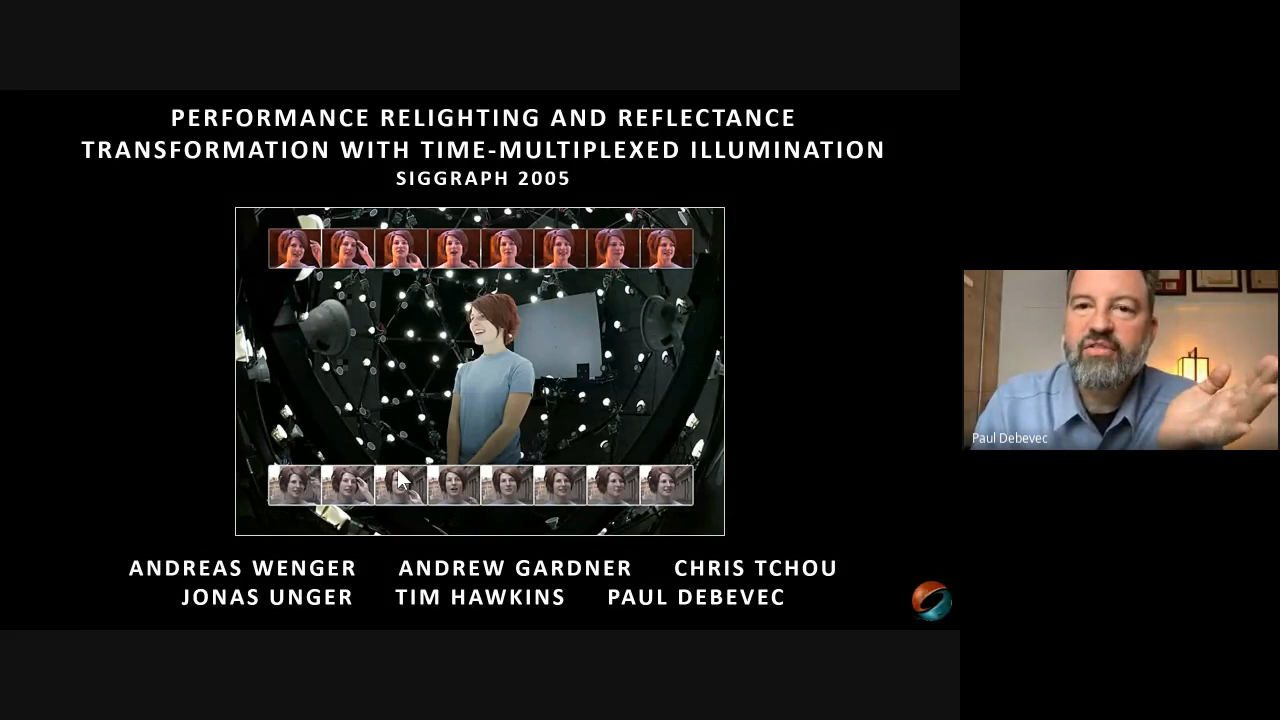 PERFORMANCE RELIGHTING AND REFLECTANCE
TRANSFORMATION WITH TIME-MULTIPLEXED ILLUMINATION
SIGGRAPH 2005
ANDREAS WENGER ANDREW GARDNER CHRIS TCHOU
JONAS UNGER TIM HAWKINS PAUL DEBEVEC
Paul Debevec